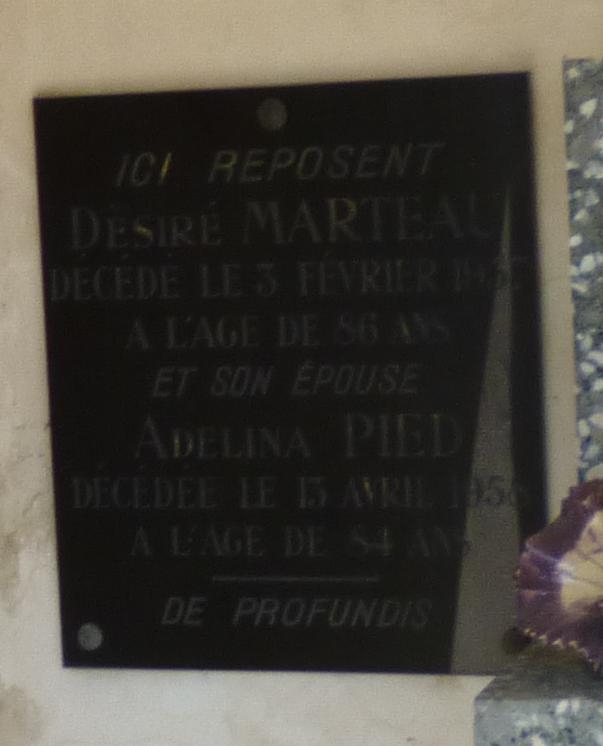 ICI REPOSENT
DÉSIRÉ MARTEAU
DÉCÉDÉ LE 3 FÉVRIER
A L'AGE DE 86 ANS
ET SON ÉPOUSE
ADELINA PIED
DÉCÉDÉE LE 13 AVRIL 1956
A L'AGE DE 84 ANS
DE PROFUNDIS